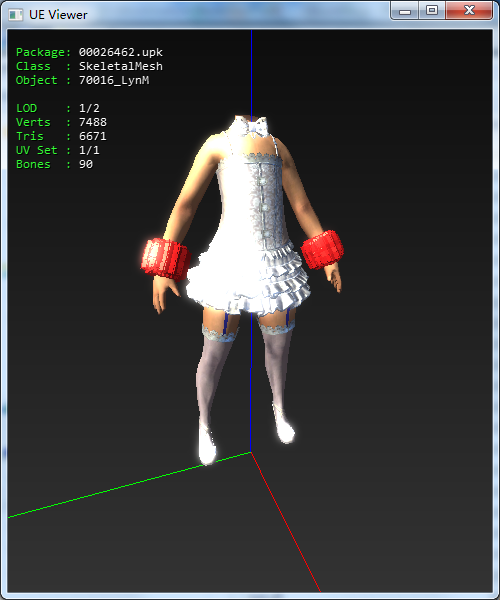 UE Viewer
Package: 00026462.upk
Class  : SkeletalMesh
Object : 70016_LynM
LOD    : 1/2
Verts  : 7488
Tris   : 6671
UV Set : 1/1
Bones  : 90